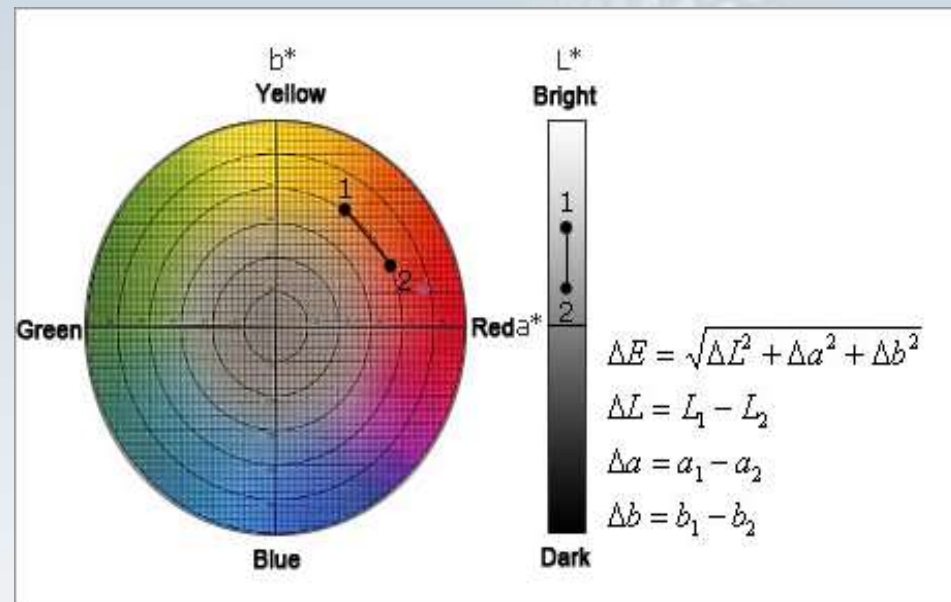 b*
Yellow
L*
Bright
1
2
1
2
Green
Red a*
ΔE = √ΔL² + Δa² + Δb²
ΔL = L₁ − L₂
Δa = a₁ − a₂
Δb = b₁ − b₂
Blue
Dark